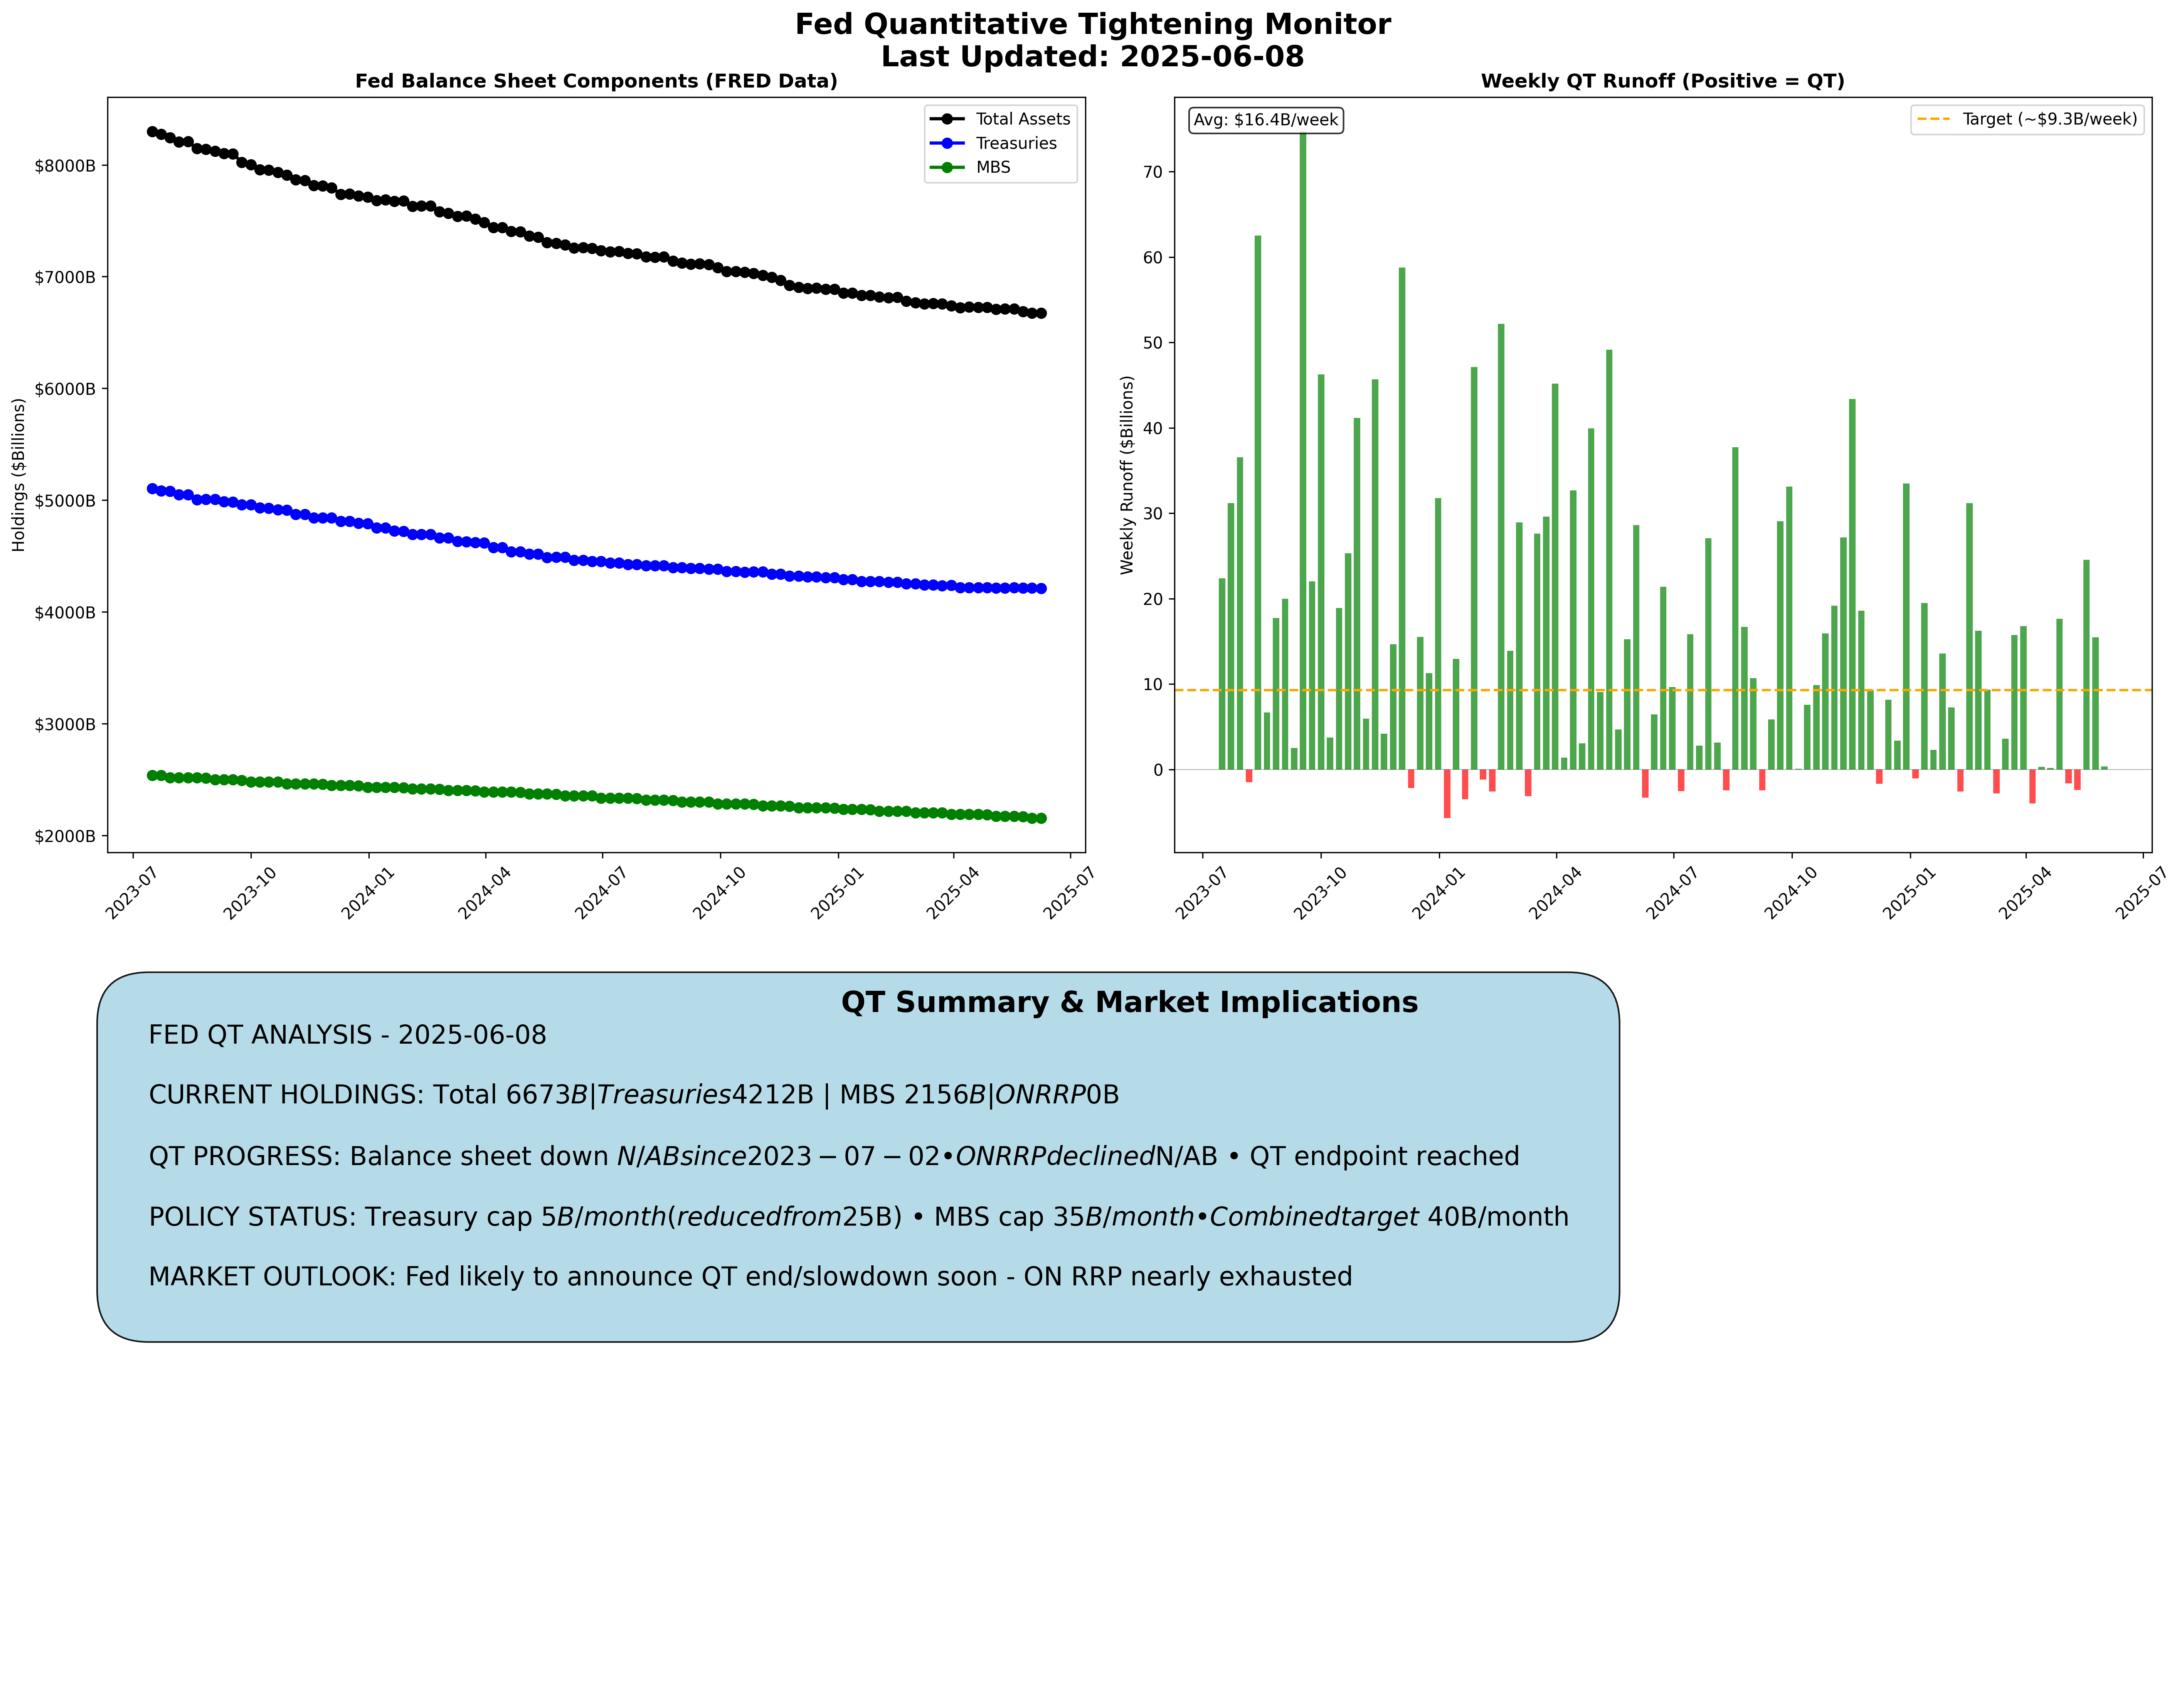 Fed Quantitative Tightening Monitor
Last Updated: 2025-06-08
Fed Balance Sheet Components (FRED Data)
Holdings ($Billions)
$8000B
$7000B
$6000B
$5000B
$4000B
$3000B
$2000B
Total Assets
Treasuries
MBS
2023-07
2023-10
2024-01
2024-04
2024-07
2024-10
2025-01
2025-04
2025-07
Weekly QT Runoff (Positive = QT)
Weekly Runoff ($Billions)
Avg: $16.4B/week
Target (~$9.3B/week)
70
60
50
40
30
20
10
0
2023-07
2023-10
2024-01
2024-04
2024-07
2024-10
2025-01
2025-04
2025-07
QT Summary & Market Implications
FED QT ANALYSIS - 2025-06-08
CURRENT HOLDINGS: Total 6673B|Treasuries4212B | MBS 2156B|ONRRP0B
QT PROGRESS: Balance sheet down N/ABsince2023−07−02•ONRRPdeclinedN/AB • QT endpoint reached
POLICY STATUS: Treasury cap 5B/month(reducedfrom25B) • MBS cap 35B/month•Combinedtarget 40B/month
MARKET OUTLOOK: Fed likely to announce QT end/slowdown soon - ON RRP nearly exhausted